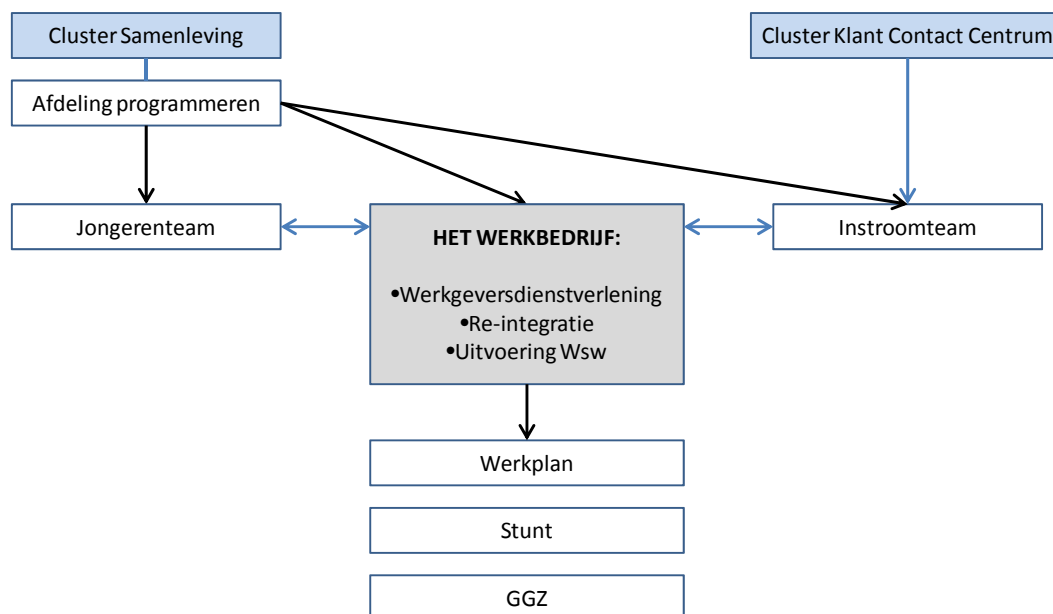 Cluster Samenleving
Cluster Klant Contact Centrum
Afdeling programmeren
Jongerenteam
HET WERKBEDRIJF:
•Werkgeversdienstverlening
•Re-integratie
•Uitvoering Wsw
Instroomteam
Werkplan
Stunt
GGZ